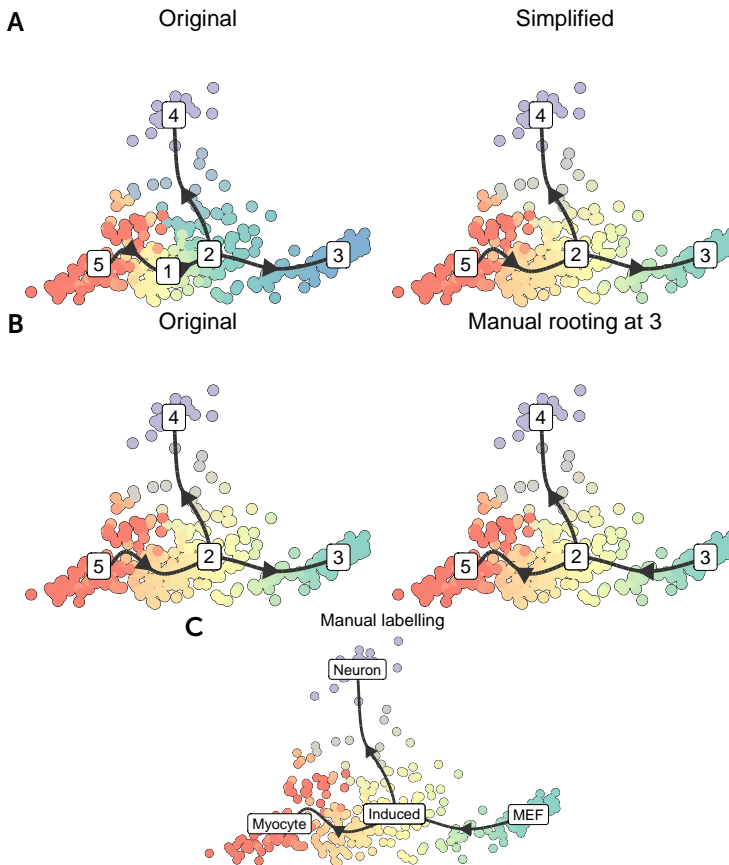 A
Original
Simplified
4
4
5
1
2
3
5
2
3
B
Original
Manual rooting at 3
4
4
5
2
3
5
2
3
C
Manual labelling
Neuron
Myocyte
Induced
MEF